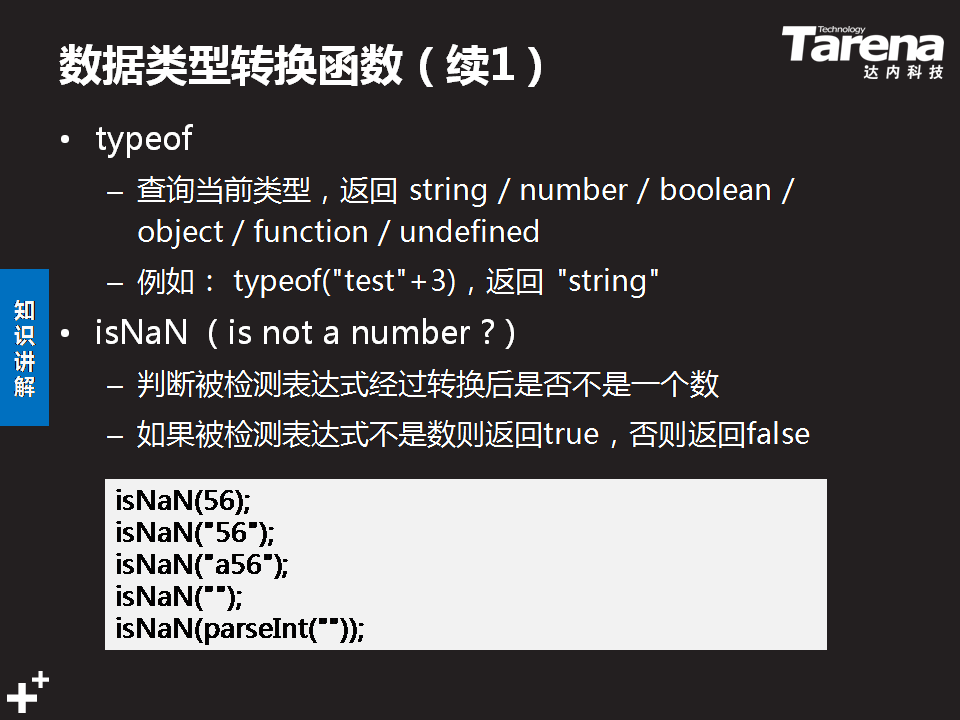 数据类型转换函数（续1）
Technology
Tarena
达内科技
• typeof
– 查询当前类型，返回 string / number / boolean /
object / function / undefined
– 例如： typeof("test"+3)，返回 "string"
知识讲解
• isNaN （is not a number ? )
– 判断被检测表达式经过转换后是否不是一个数
– 如果被检测表达式不是数则返回true，否则返回false
isNaN(56);
isNaN("56");
isNaN("a56");
isNaN("");
isNaN(parseInt(""));